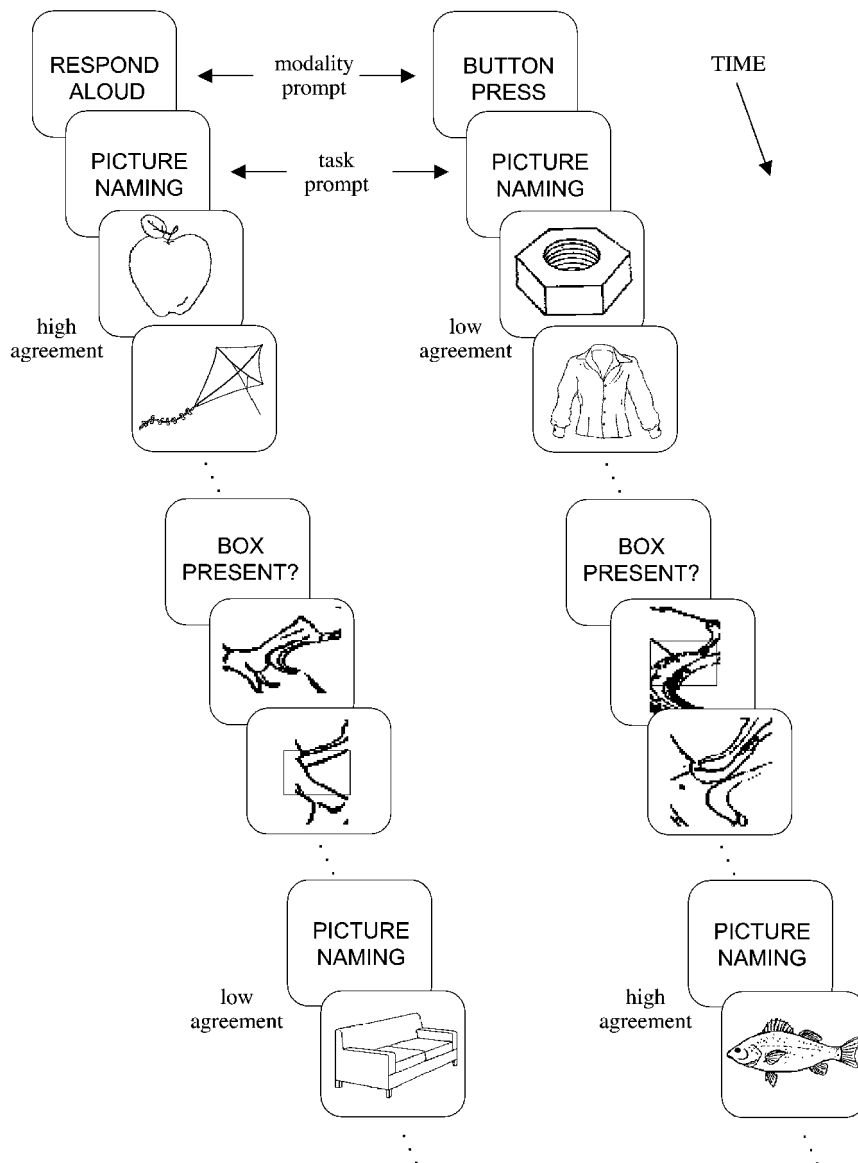 RESPOND
ALOUD
modality
prompt
BUTTON
PRESS
TIME
PICTURE
NAMING
task
prompt
PICTURE
NAMING
high
agreement
low
agreement
BOX
PRESENT?
BOX
PRESENT?
PICTURE
NAMING
PICTURE
NAMING
low
agreement
high
agreement